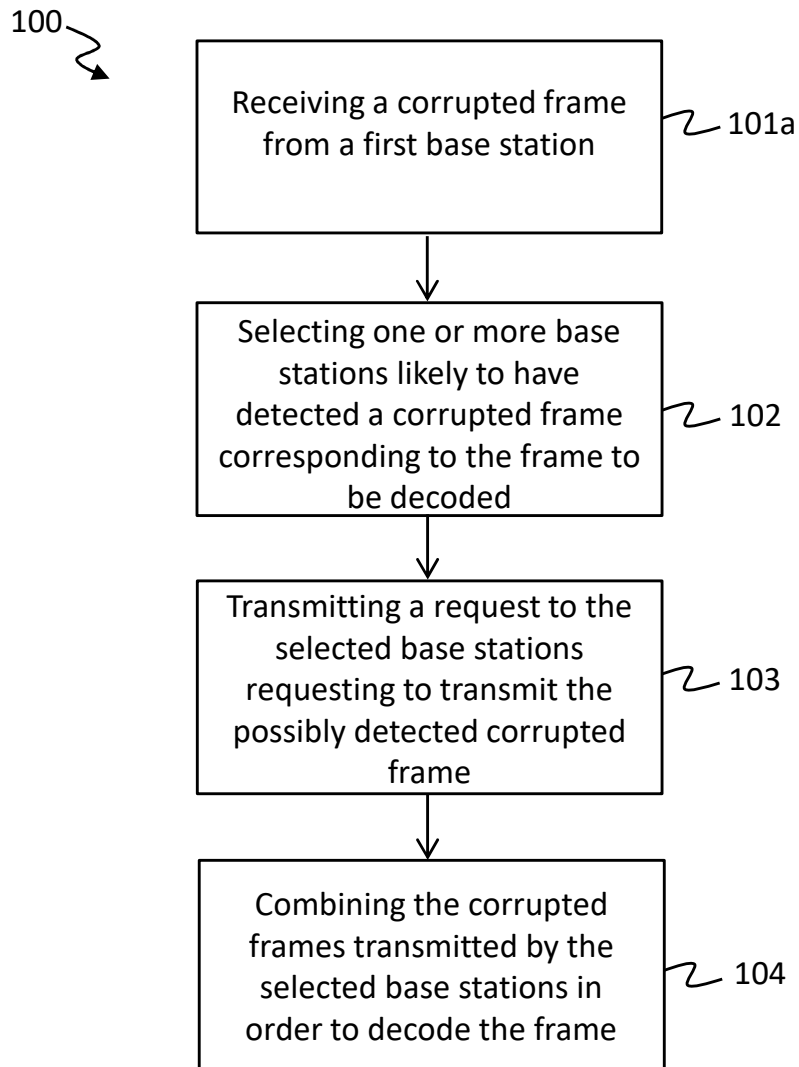 100
Receiving a corrupted frame
from a first base station
101a
Selecting one or more base
stations likely to have
detected a corrupted frame
corresponding to the frame to
be decoded
102
Transmitting a request to the
selected base stations
requesting to transmit the
possibly detected corrupted
frame
103
Combining the corrupted
frames transmitted by the
selected base stations in
order to decode the frame
104